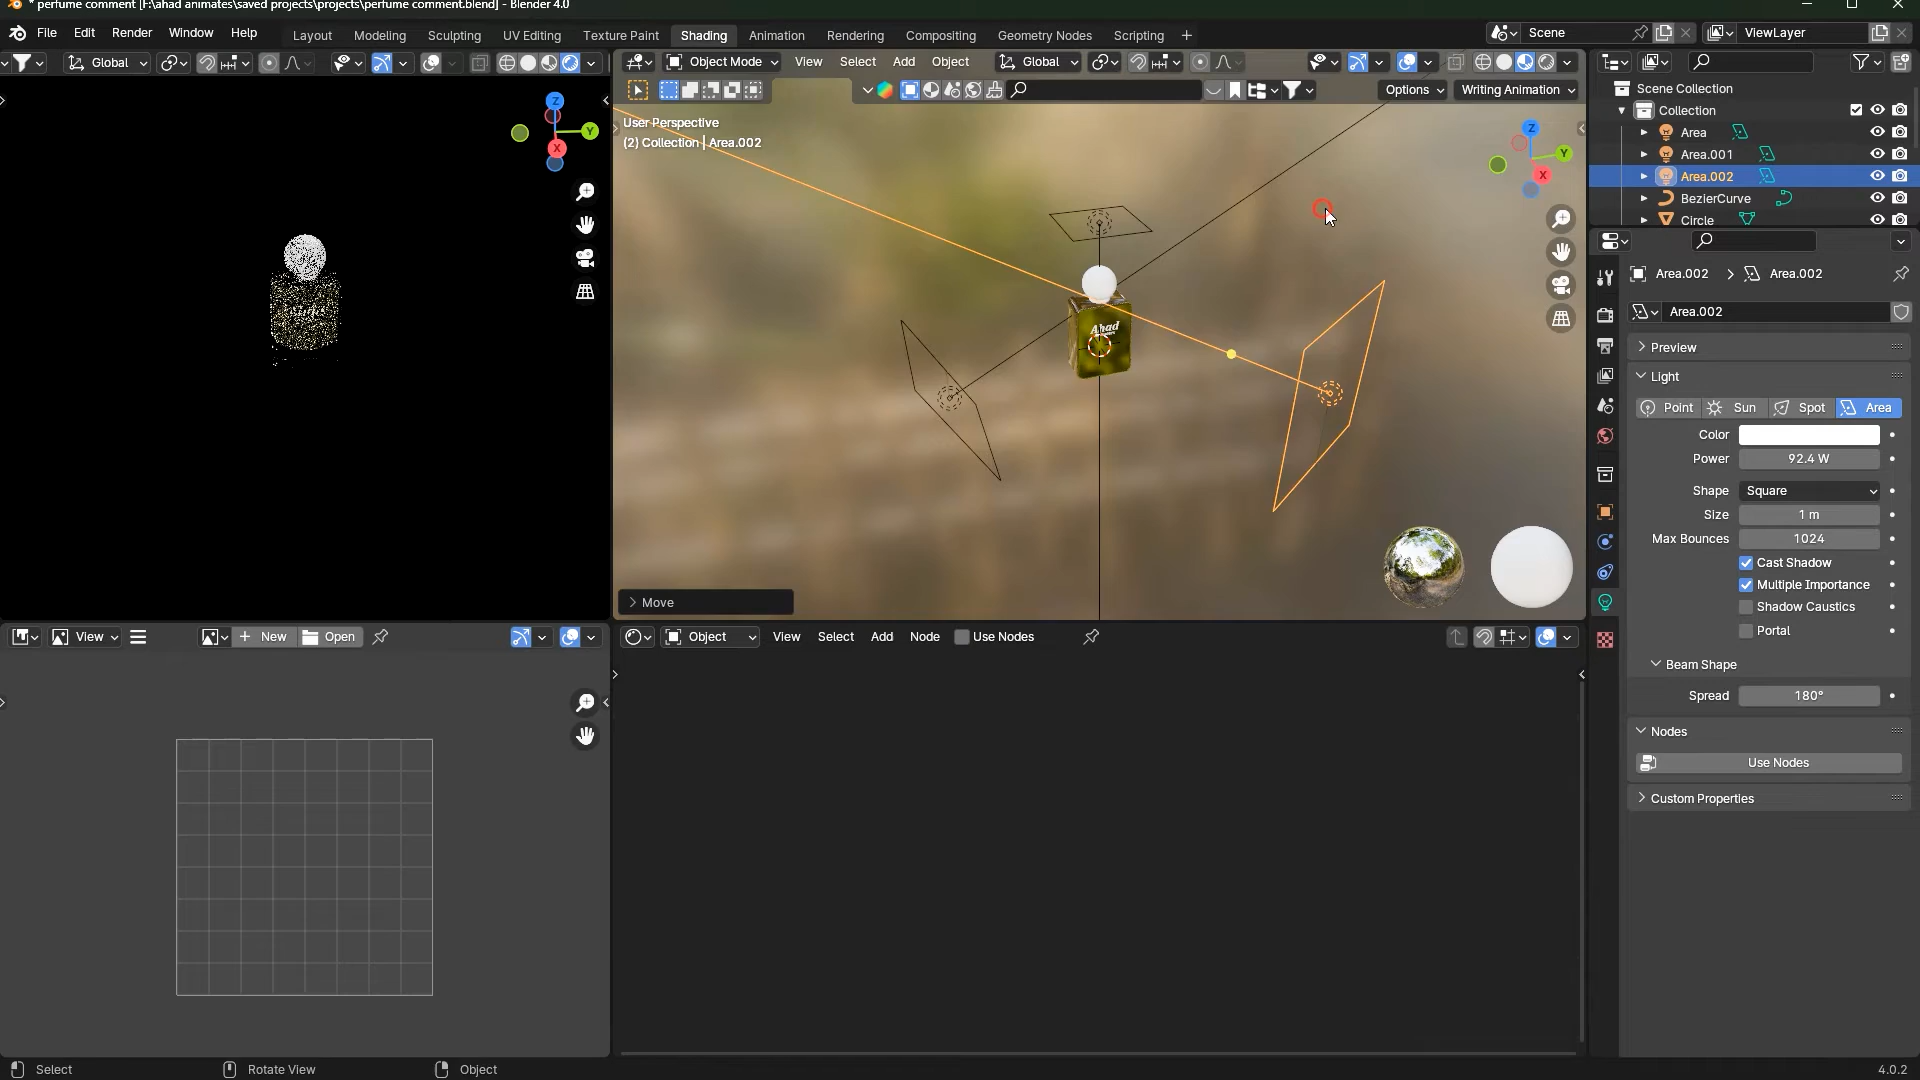 * perfume comment [F:\ahad animates\saved projects\projects\perfume comment.blend] - Blender 4.0
File Edit Render Window Help Layout Modeling Sculpting UV Editing Texture Paint Shading Animation Rendering Compositing Geometry Nodes Scripting + Scene ViewLayer
Global Object Mode View Select Add Object Global
Options Writing Animation
User Perspective
(2) Collection | Area.002
Z
Y
X
Z
Y
X
Ahad
Move
Scene Collection
Collection
Area
Area.001
Area.002
BezierCurve
Circle
Area.002 > Area.002
Area.002
Preview
Light
Point Sun Spot Area
Color
Power 92.4 W
Shape Square
Size 1 m
Max Bounces 1024
Cast Shadow
Multiple Importance
Shadow Caustics
Portal
Beam Shape
Spread 180°
Nodes
Use Nodes
Custom Properties
View New Open
Object View Select Add Node Use Nodes
Select Rotate View Object 4.0.2